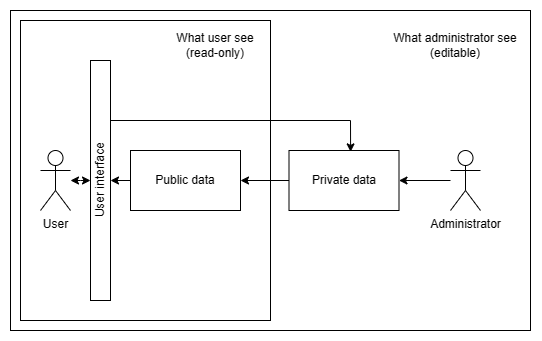 What user see
(read-only)
What administrator see
(editable)
User interface
Public data
Private data
User
Administrator